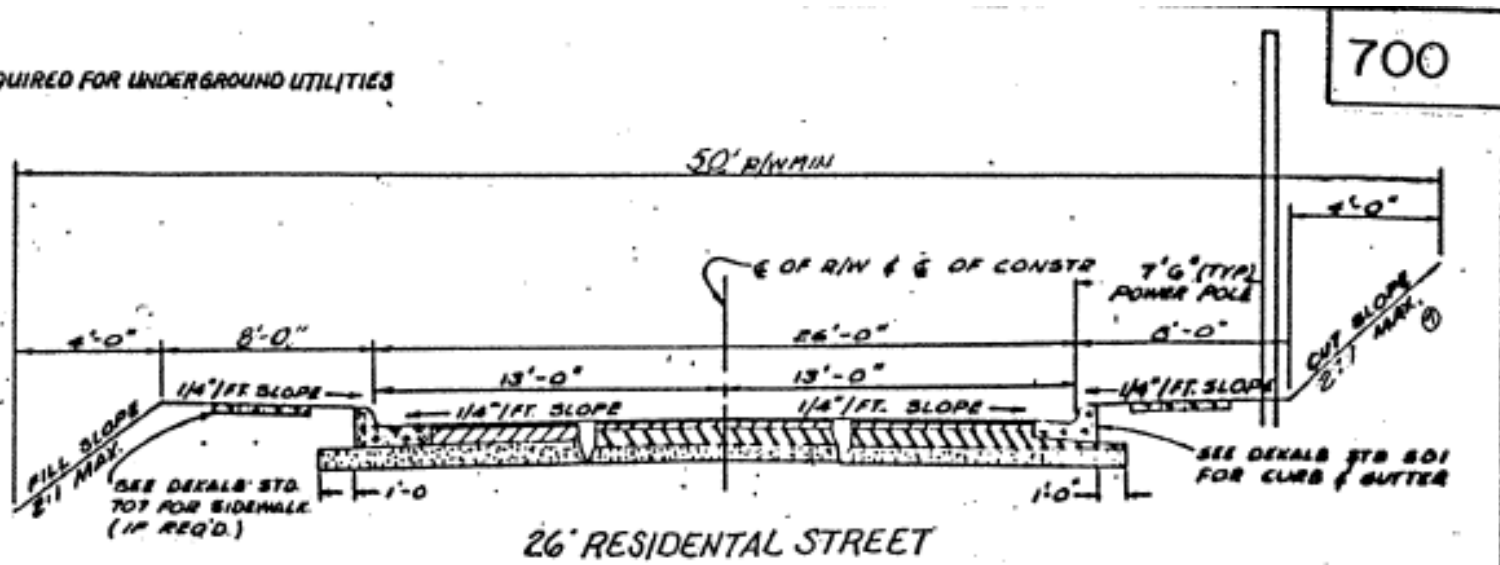 QUIRED FOR UNDERGROUND UTILITIES
700
50' R/W MIN
4'-0"
℄ OF R/W & ℄ OF CONSTR
7'6" (TYP)
POWER POLE
4'-0"
8'-0"
26'-0"
8'-0"
CUT SLOPE
2:1 MAX.
13'-0"
13'-0"
1/4"/FT. SLOPE
1/4"/FT. SLOPE
1/4"/FT. SLOPE
1/4"/FT. SLOPE
FILL SLOPE
2:1 MAX.
SEE DEKALB STD.
707 FOR SIDEWALK
(IF REQ'D.)
1'-0
1'-0"
SEE DEKALB STD
FOR CURB & GUTTER
26' RESIDENTAL STREET